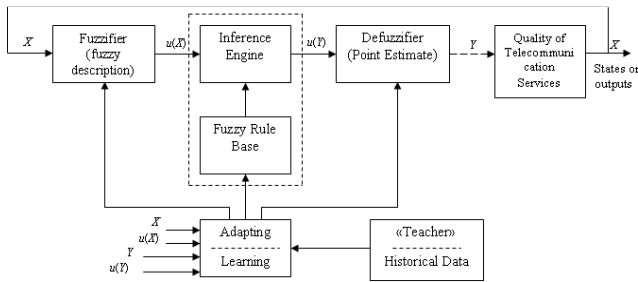 X
Fuzzifier
(fuzzy
description)
u(X)
Inference
Engine
u(Y)
Defuzzifier
(Point Estimate)
Y
Quality of
Telecommuni
cation
Services
X
States or
outputs
Fuzzy Rule
Base
X
u(X)
Y
u(Y)
Adapting
Learning
«Teacher»
Historical Data